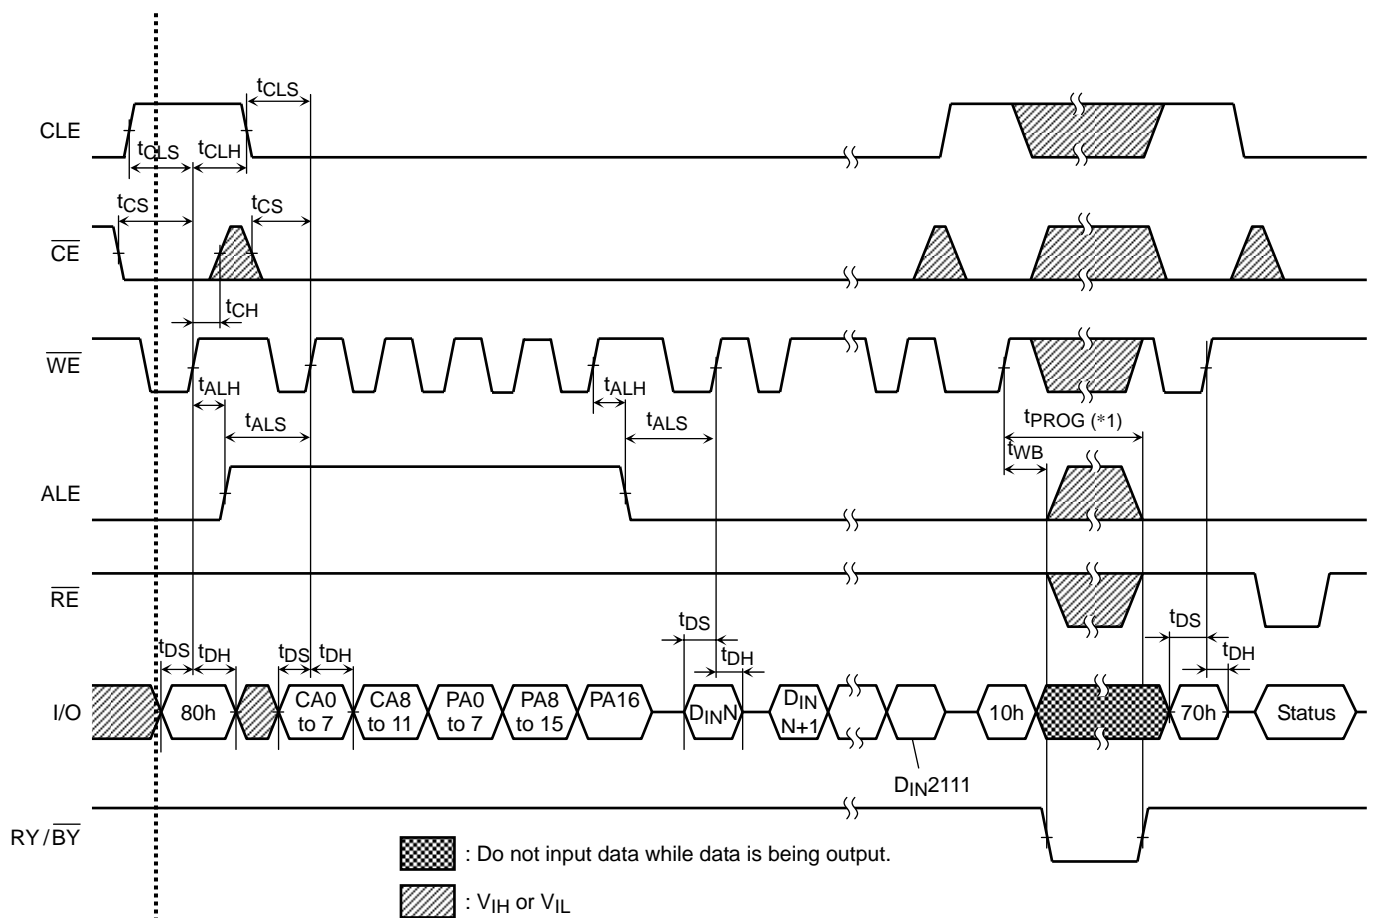 tCLS
CLE
tCLS
tCLH
tCS
tCS
CE
tCH
WE
tALH
tALH
tALS
tALS
tPROG (*1)
tWB
ALE
RE
tDS
tDH
tDS
tDH
tDS
tDH
tDS
tDH
I/O
80h
CA0
to 7
CA8
to 11
PA0
to 7
PA8
to 15
PA16
DINN
DIN
N+1
10h
70h
Status
DIN2111
RY/BY
: Do not input data while data is being output.
: VIH or VIL